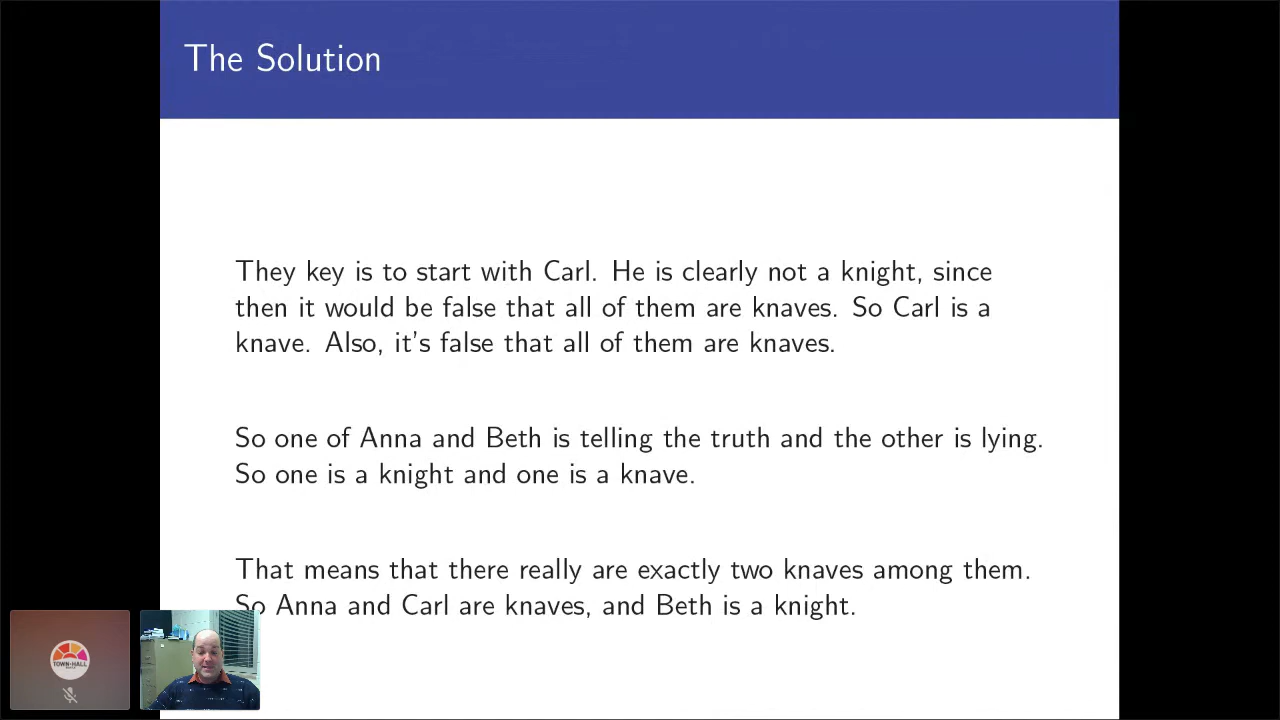 The Solution
They key is to start with Carl. He is clearly not a knight, since
then it would be false that all of them are knaves. So Carl is a
knave. Also, it's false that all of them are knaves.
So one of Anna and Beth is telling the truth and the other is lying.
So one is a knight and one is a knave.
That means that there really are exactly two knaves among them.
So Anna and Carl are knaves, and Beth is a knight.
TOWN HALL